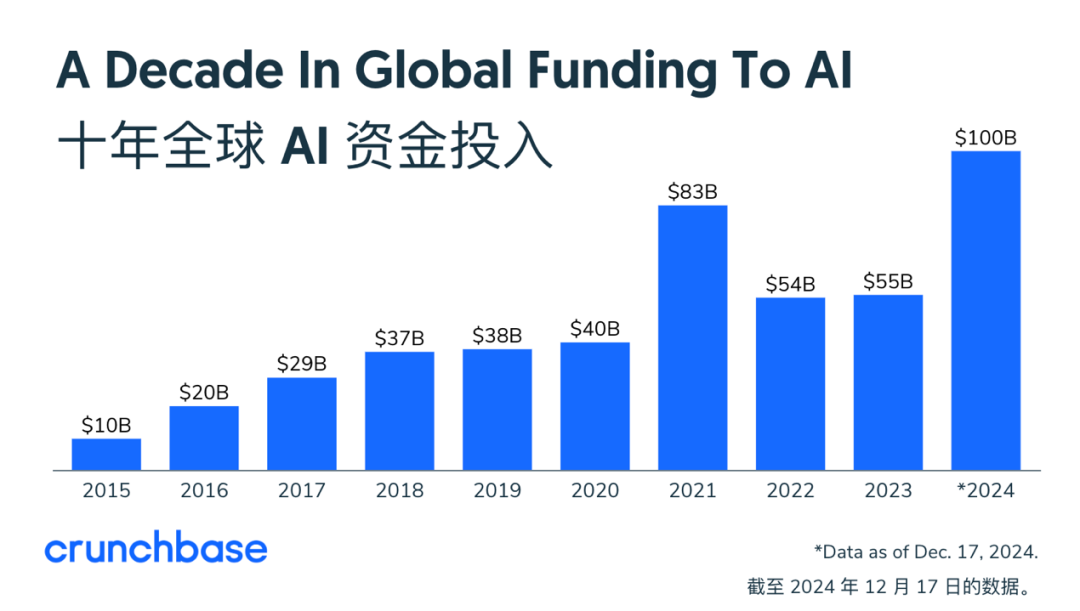 A Decade In Global Funding To AI
十年全球 AI 资金投入
$10B
$20B
$29B
$37B
$38B
$40B
$83B
$54B
$55B
$100B
2015 2016 2017 2018 2019 2020 2021 2022 2023 *2024
crunchbase
*Data as of Dec. 17, 2024.
截至 2024 年 12 月 17 日的数据。